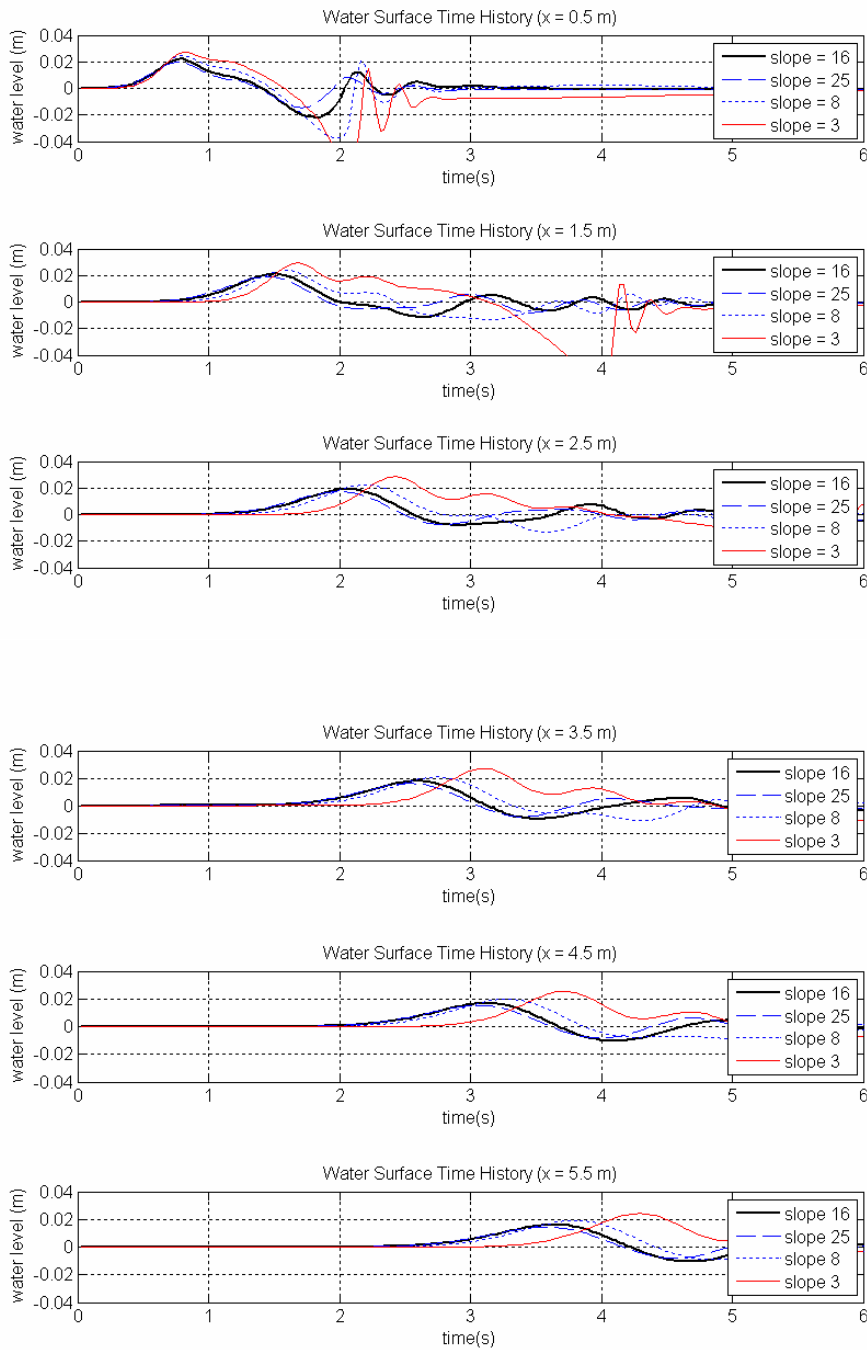 Water Surface Time History (x = 0.5 m)
water level (m)
0.04
0.02
0
-0.02
-0.04
0 1 2 3 4 5 6
time(s)
slope = 16
slope = 25
slope = 8
slope = 3
Water Surface Time History (x = 1.5 m)
water level (m)
0.04
0.02
0
-0.02
-0.04
0 1 2 3 4 5 6
time(s)
slope = 16
slope = 25
slope = 8
slope = 3
Water Surface Time History (x = 2.5 m)
water level (m)
0.04
0.02
0
-0.02
-0.04
0 1 2 3 4 5 6
time(s)
slope = 16
slope = 25
slope = 8
slope = 3
Water Surface Time History (x = 3.5 m)
water level (m)
0.04
0.02
0
-0.02
-0.04
0 1 2 3 4 5 6
time(s)
slope 16
slope 25
slope 8
slope 3
Water Surface Time History (x = 4.5 m)
water level (m)
0.04
0.02
0
-0.02
-0.04
0 1 2 3 4 5 6
time(s)
slope 16
slope 25
slope 8
slope 3
Water Surface Time History (x = 5.5 m)
water level (m)
0.04
0.02
0
-0.02
-0.04
0 1 2 3 4 5 6
time(s)
slope = 16
slope = 25
slope = 8
slope = 3